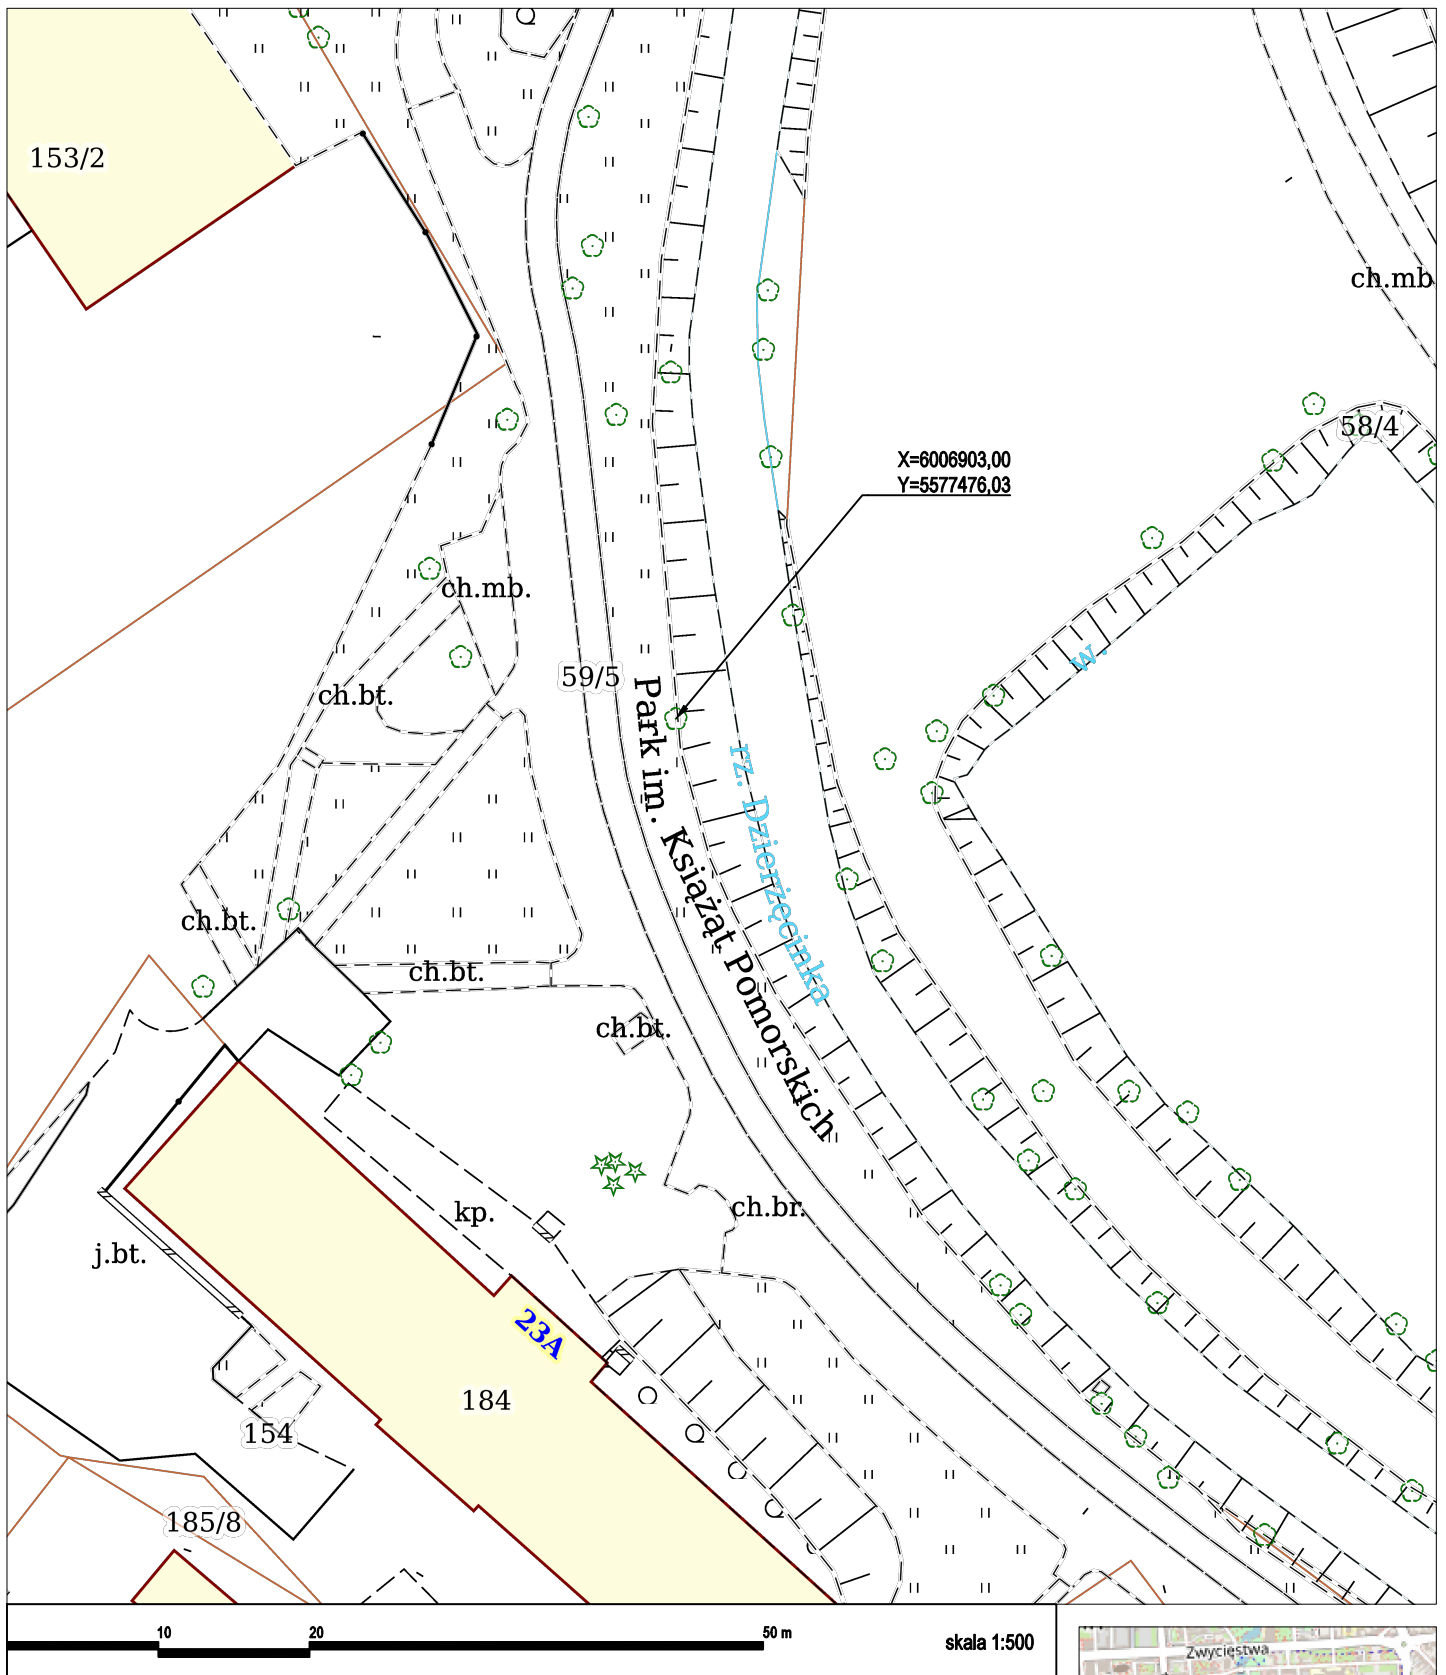 153/2
ch.mb
58/4
X=6006903,00
Y=5577476,03
ch.mb.
w.
59/5
ch.bt.
Park im. Książąt Pomorskich
rz. Dzierżęcinka
ch.bt.
ch.bt.
ch.bt.
kp.
ch.br.
j.bt.
23A
184
154
185/8
10
20
50 m
skala 1:500
Zwycięstwa